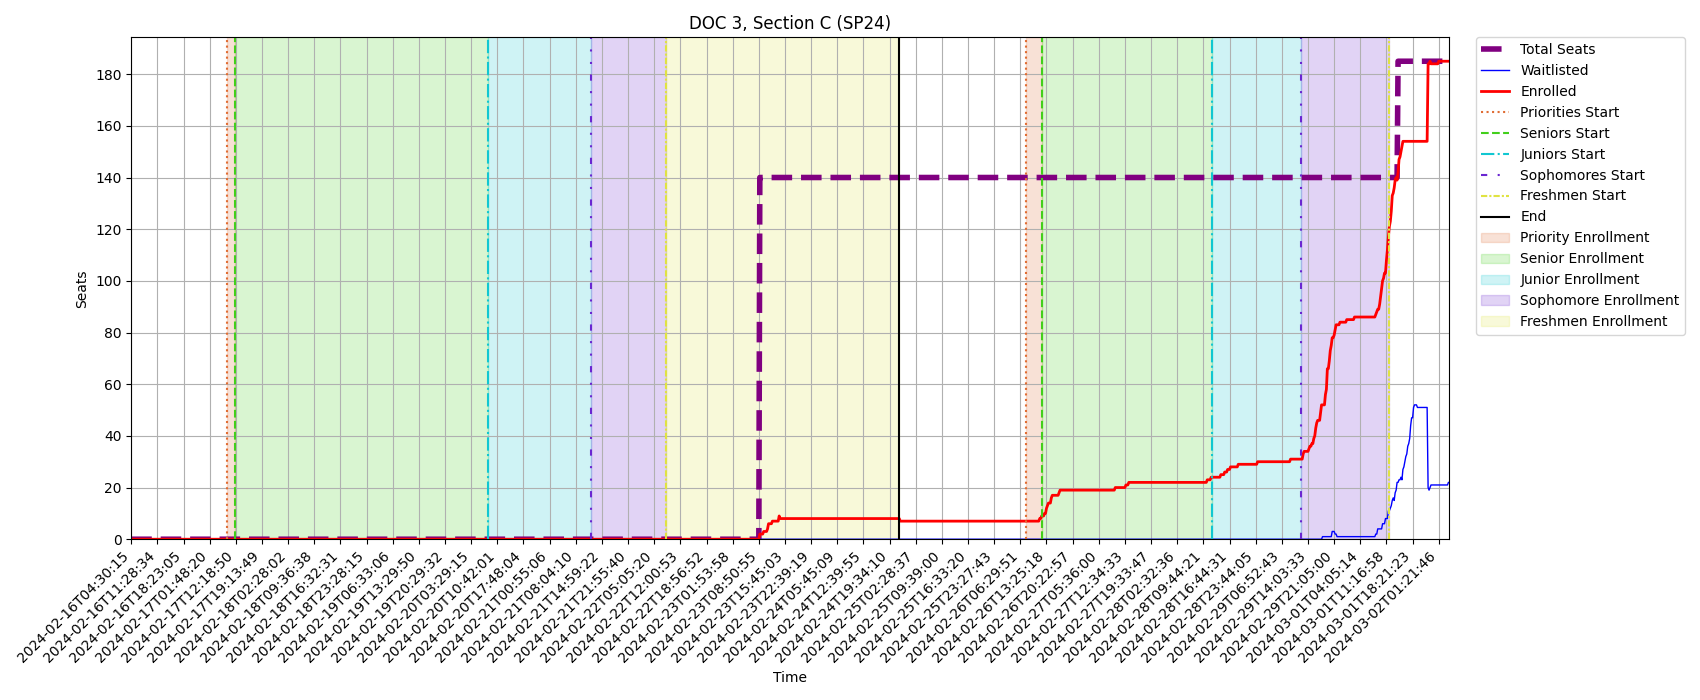 DOC 3, Section C (SP24)
Seats
180
160
140
120
100
80
60
40
20
0
2024-02-16T04:30:15
2024-02-16T11:28:34
2024-02-16T18:23:05
2024-02-17T01:48:20
2024-02-17T12:18:50
2024-02-17T19:13:49
2024-02-18T02:28:02
2024-02-18T09:36:38
2024-02-18T16:32:31
2024-02-18T23:28:15
2024-02-19T06:33:06
2024-02-19T13:29:50
2024-02-19T20:29:32
2024-02-20T03:29:15
2024-02-20T10:42:01
2024-02-20T17:48:04
2024-02-21T00:55:06
2024-02-21T08:04:10
2024-02-21T14:59:22
2024-02-21T21:55:40
2024-02-22T05:05:20
2024-02-22T12:00:53
2024-02-22T18:56:52
2024-02-23T01:53:58
2024-02-23T08:50:55
2024-02-23T15:45:03
2024-02-23T22:39:19
2024-02-24T05:45:09
2024-02-24T12:39:55
2024-02-24T19:34:10
2024-02-25T02:28:37
2024-02-25T09:39:00
2024-02-25T16:33:20
2024-02-25T23:27:43
2024-02-26T06:29:51
2024-02-26T13:25:18
2024-02-26T20:22:57
2024-02-27T05:36:00
2024-02-27T12:34:33
2024-02-27T19:33:47
2024-02-28T02:32:36
2024-02-28T09:44:21
2024-02-28T16:44:31
2024-02-28T23:44:05
2024-02-29T06:52:43
2024-02-29T14:03:33
2024-02-29T21:05:00
2024-03-01T04:05:14
2024-03-01T11:16:58
2024-03-01T18:21:23
2024-03-02T01:21:46
Time
Total Seats
Waitlisted
Enrolled
Priorities Start
Seniors Start
Juniors Start
Sophomores Start
Freshmen Start
End
Priority Enrollment
Senior Enrollment
Junior Enrollment
Sophomore Enrollment
Freshmen Enrollment